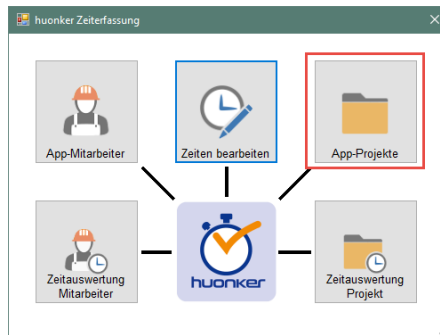 huonker Zeiterfassung
App-Mitarbeiter
Zeiten bearbeiten
App-Projekte
Zeitauswertung
Mitarbeiter
huonker
Zeitauswertung
Projekt